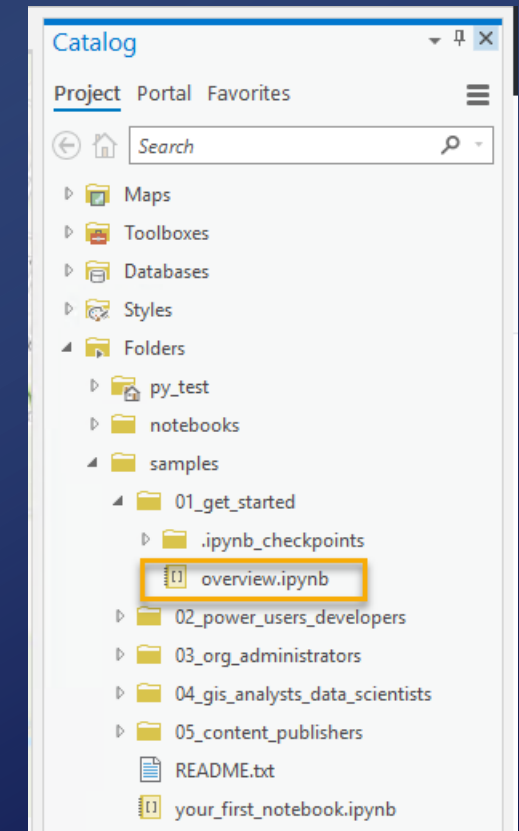 Catalog
Project Portal Favorites
Search
Maps
Toolboxes
Databases
Styles
Folders
py_test
notebooks
samples
01_get_started
.ipynb_checkpoints
overview.ipynb
02_power_users_developers
03_org_administrators
04_gis_analysts_data_scientists
05_content_publishers
README.txt
your_first_notebook.ipynb